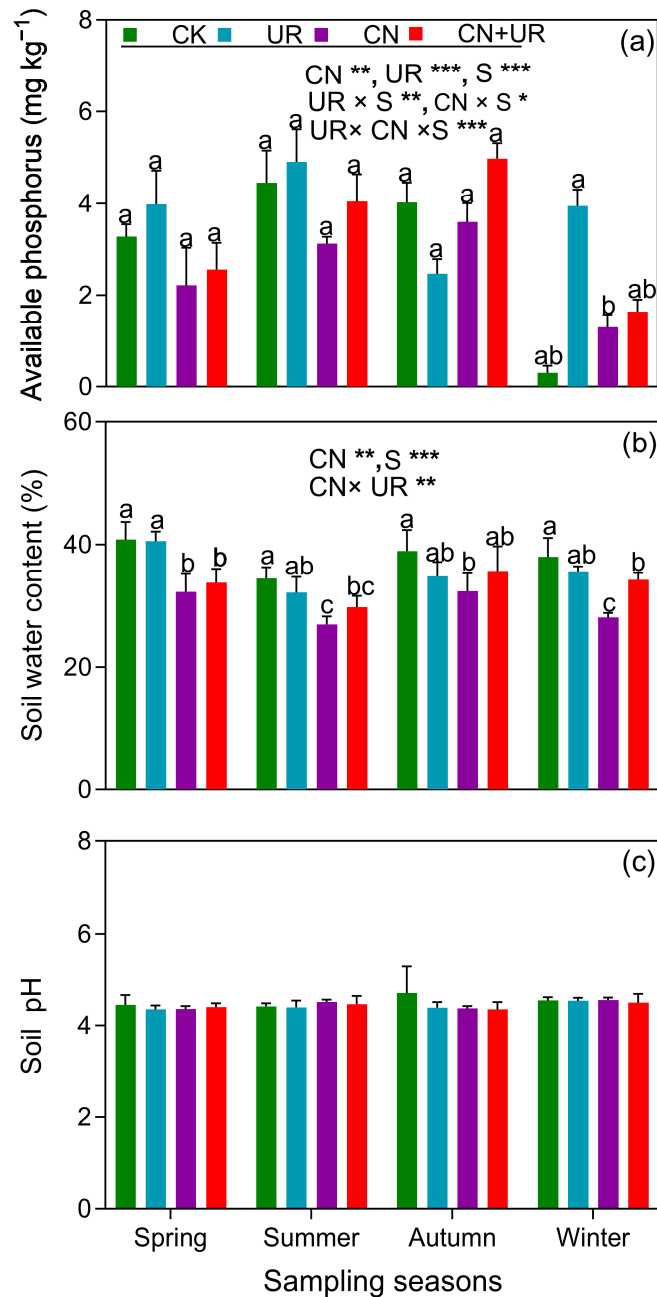 CK UR CN CN+UR (a)
CN **, UR ***, S ***
UR × S **, CN × S *
UR× CN ×S ***
Available phosphorus (mg kg⁻¹)
8
6
4
2
0
a a a a
a a a a
a a a a
ab b ab
(b)
CN **,S ***
CN× UR **
Soil water content (%)
60
40
20
0
a a b b
a ab c bc
a ab b ab
a ab c b
(c)
Soil pH
8
6
4
2
0
Spring Summer Autumn Winter
Sampling seasons